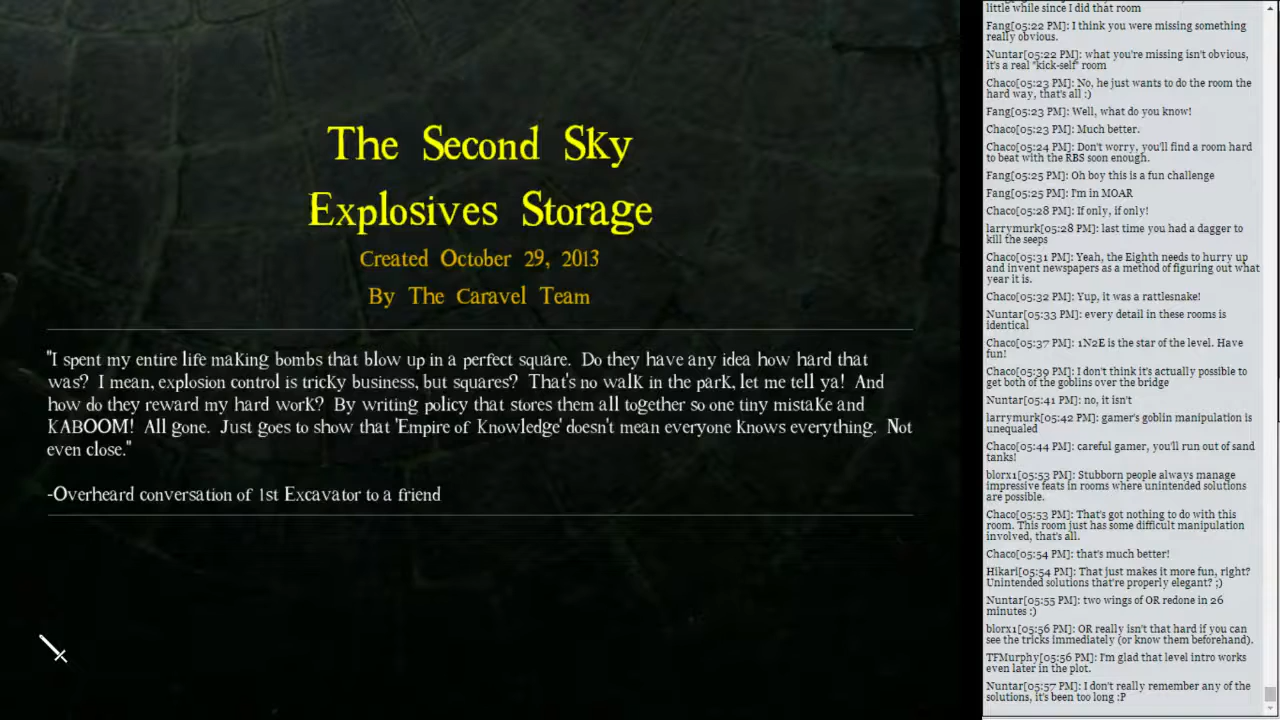 The Second Sky
Explosives Storage
Created October 29, 2013
By The Caravel Team
"I spent my entire life making bombs that blow up in a perfect square.  Do they have any idea how hard that
was?  I mean, explosion control is tricky business, but squares?  That's no walk in the park, let me tell ya!  And
how do they reward my hard work?  By writing policy that stores them all together so one tiny mistake and
KABOOM!  All gone.  Just goes to show that 'Empire of Knowledge' doesn't mean everyone knows everything.  Not
even close."
-Overheard conversation of 1st Excavator to a friend
little while since I did that room
Fang[05:22 PM]: I think you were missing something
really obvious.
Nuntar[05:22 PM]: what you're missing isn't obvious,
it's a real "kick-self" room
Chaco[05:23 PM]: No, he just wants to do the room the
hard way, that's all :)
Fang[05:23 PM]: Well, what do you know!
Chaco[05:23 PM]: Much better.
Chaco[05:24 PM]: Don't worry, you'll find a room hard
to beat with the RBS soon enough.
Fang[05:25 PM]: Oh boy this is a fun challenge
Fang[05:25 PM]: I'm in MOAR
Chaco[05:28 PM]: If only, if only!
larrymurk[05:28 PM]: last time you had a dagger to
kill the seeps
Chaco[05:31 PM]: Yeah, the Eighth needs to hurry up
and invent newspapers as a method of figuring out what
year it is.
Chaco[05:32 PM]: Yup, it was a rattlesnake!
Nuntar[05:33 PM]: every detail in these rooms is
identical
Chaco[05:37 PM]: 1N2E is the star of the level. Have
fun!
Chaco[05:39 PM]: I don't think it's actually possible to
get both of the goblins over the bridge
Nuntar[05:41 PM]: no, it isn't
larrymurk[05:42 PM]: gamer's goblin manipulation is
unequaled
Chaco[05:44 PM]: careful gamer, you'll run out of sand
tanks!
blorx1[05:53 PM]: Stubborn people always manage
impressive feats in rooms where unintended solutions
are possible.
Chaco[05:53 PM]: That's got nothing to do with this
room. This room just has some difficult manipulation
involved, that's all.
Chaco[05:54 PM]: that's much better!
Hikari[05:54 PM]: That just makes it more fun, right?
Unintended solutions that're properly elegant? ;)
Nuntar[05:55 PM]: two wings of OR redone in 26
minutes :)
blorx1[05:56 PM]: OR really isn't that hard if you can
see the tricks immediately (or know them beforehand).
TFMurphy[05:56 PM]: I'm glad that level intro works
even later in the plot.
Nuntar[05:57 PM]: I don't really remember any of the
solutions, it's been too long :P